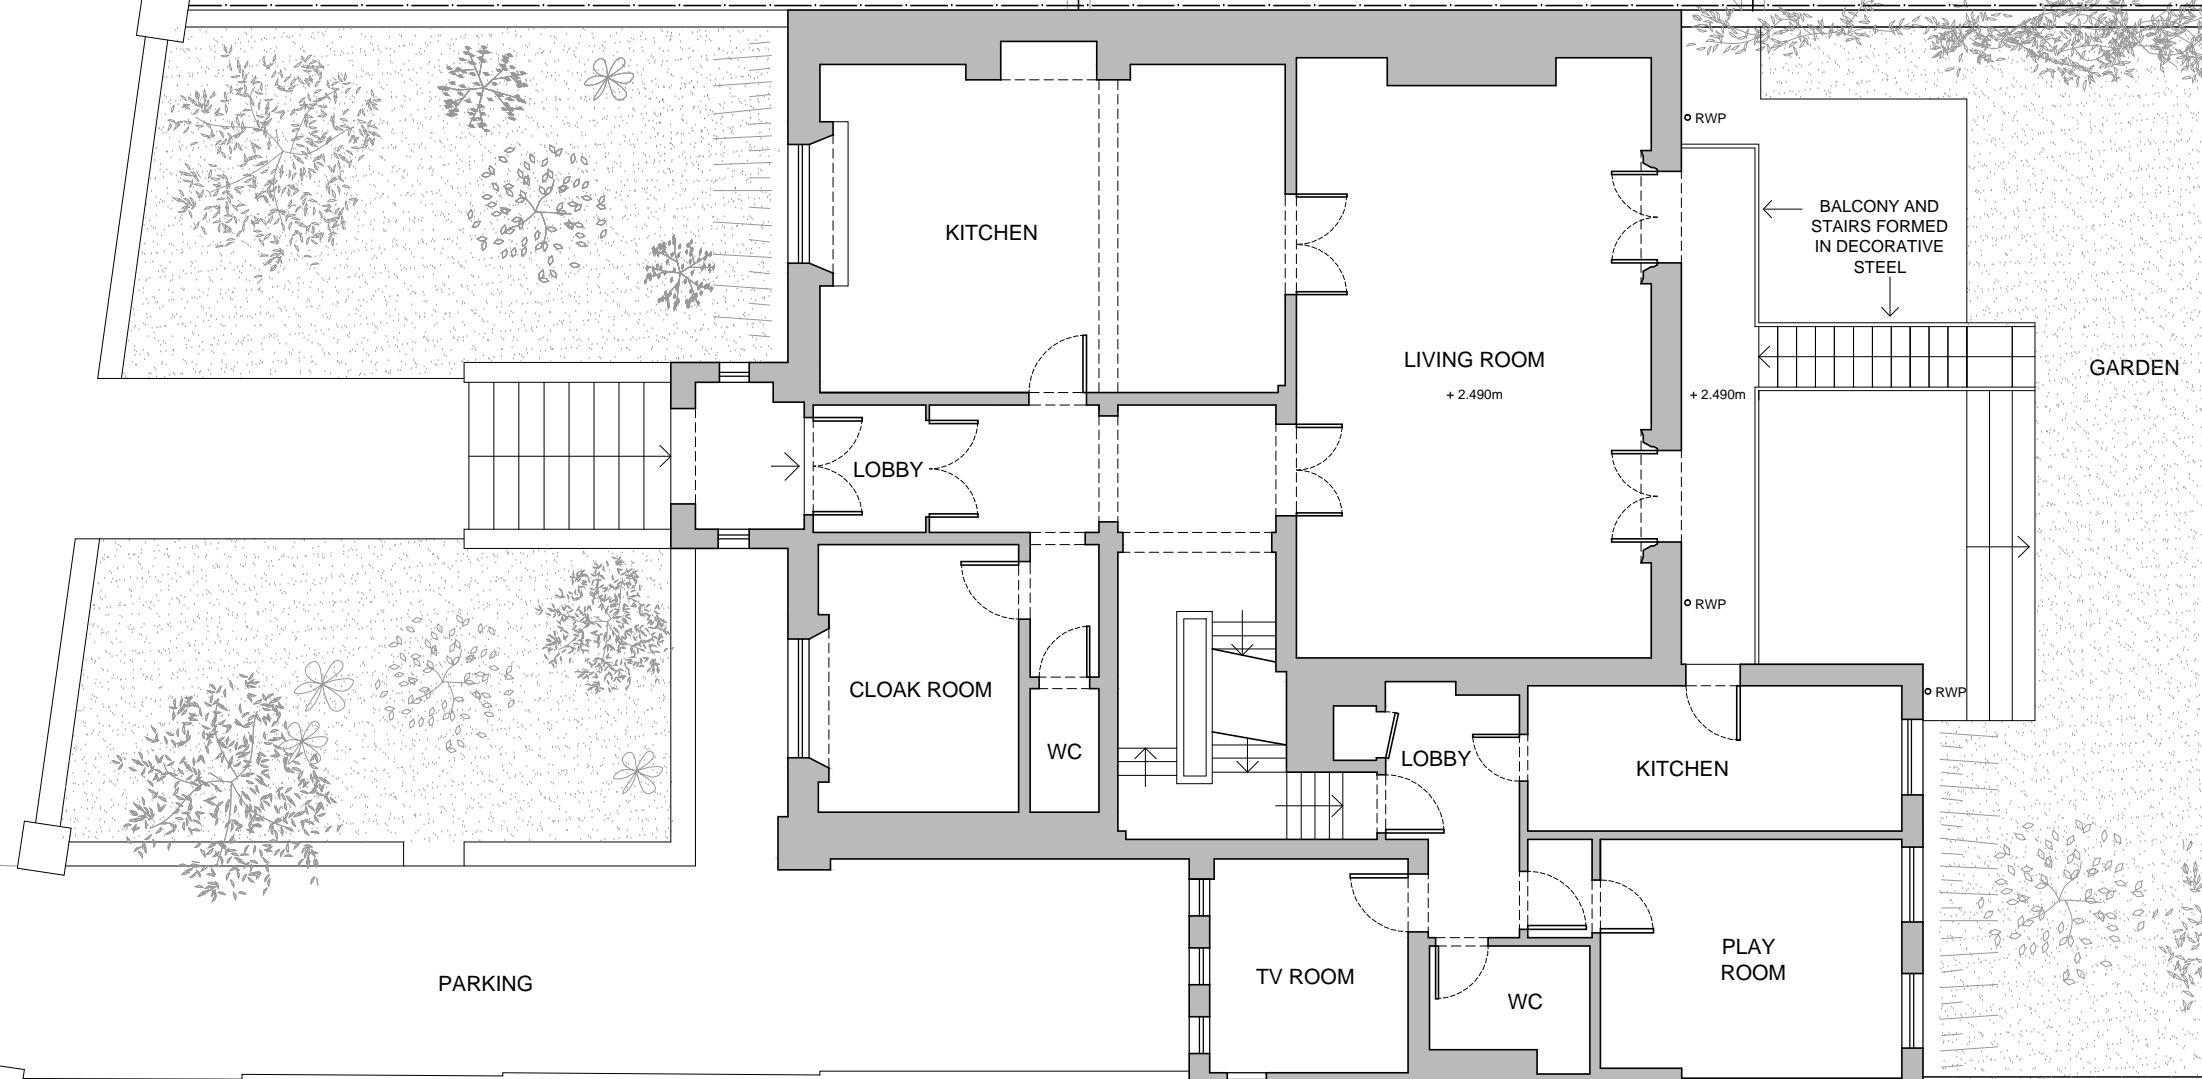 RWP
BALCONY AND
STAIRS FORMED
IN DECORATIVE
STEEL
KITCHEN
LIVING ROOM
+ 2.490m
+ 2.490m
GARDEN
LOBBY
RWP
CLOAK ROOM
RWP
WC
LOBBY
KITCHEN
PLAY
ROOM
TV ROOM
PARKING
WC